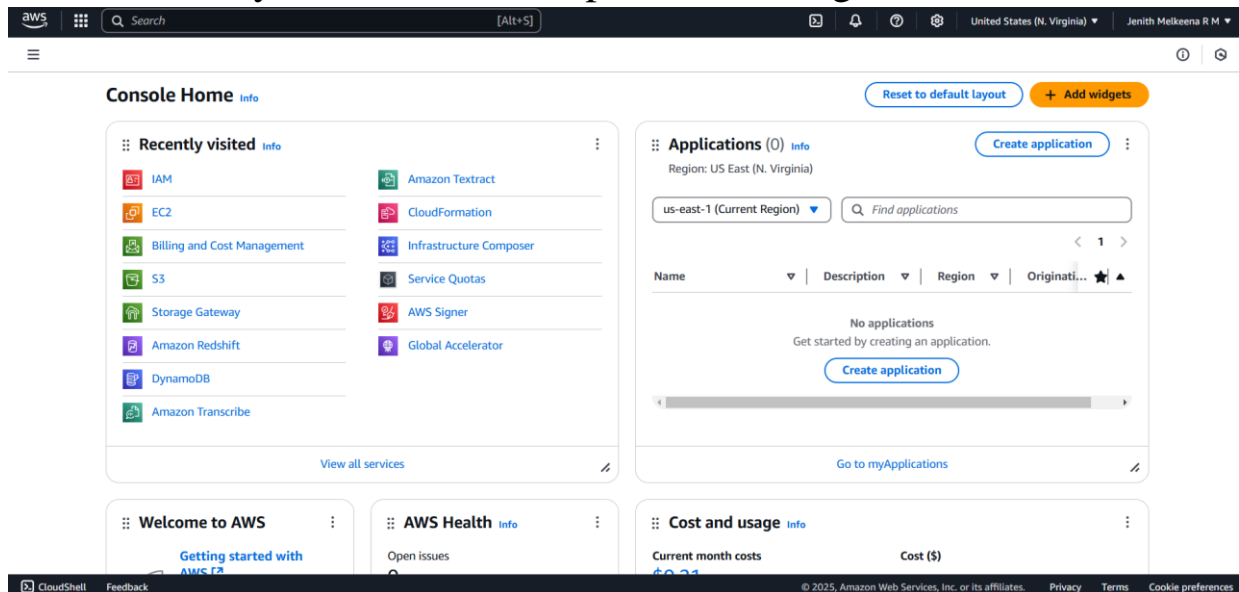 aws
Search [Alt+S]
United States (N. Virginia)
Jenith Melkeena R M
Console Home Info
Reset to default layout
+ Add widgets
Recently visited Info
IAM
EC2
Billing and Cost Management
S3
Storage Gateway
Amazon Redshift
DynamoDB
Amazon Transcribe
Amazon Textract
CloudFormation
Infrastructure Composer
Service Quotas
AWS Signer
Global Accelerator
View all services
Applications (0) Info
Create application
Region: US East (N. Virginia)
us-east-1 (Current Region)
Find applications
1
Name Description Region Originati...
No applications
Get started by creating an application.
Create application
Go to myApplications
Welcome to AWS
Getting started with
AWS
AWS Health Info
Open issues
Cost and usage Info
Current month costs
Cost ($)
CloudShell Feedback
© 2025, Amazon Web Services, Inc. or its affiliates. Privacy Terms Cookie preferences